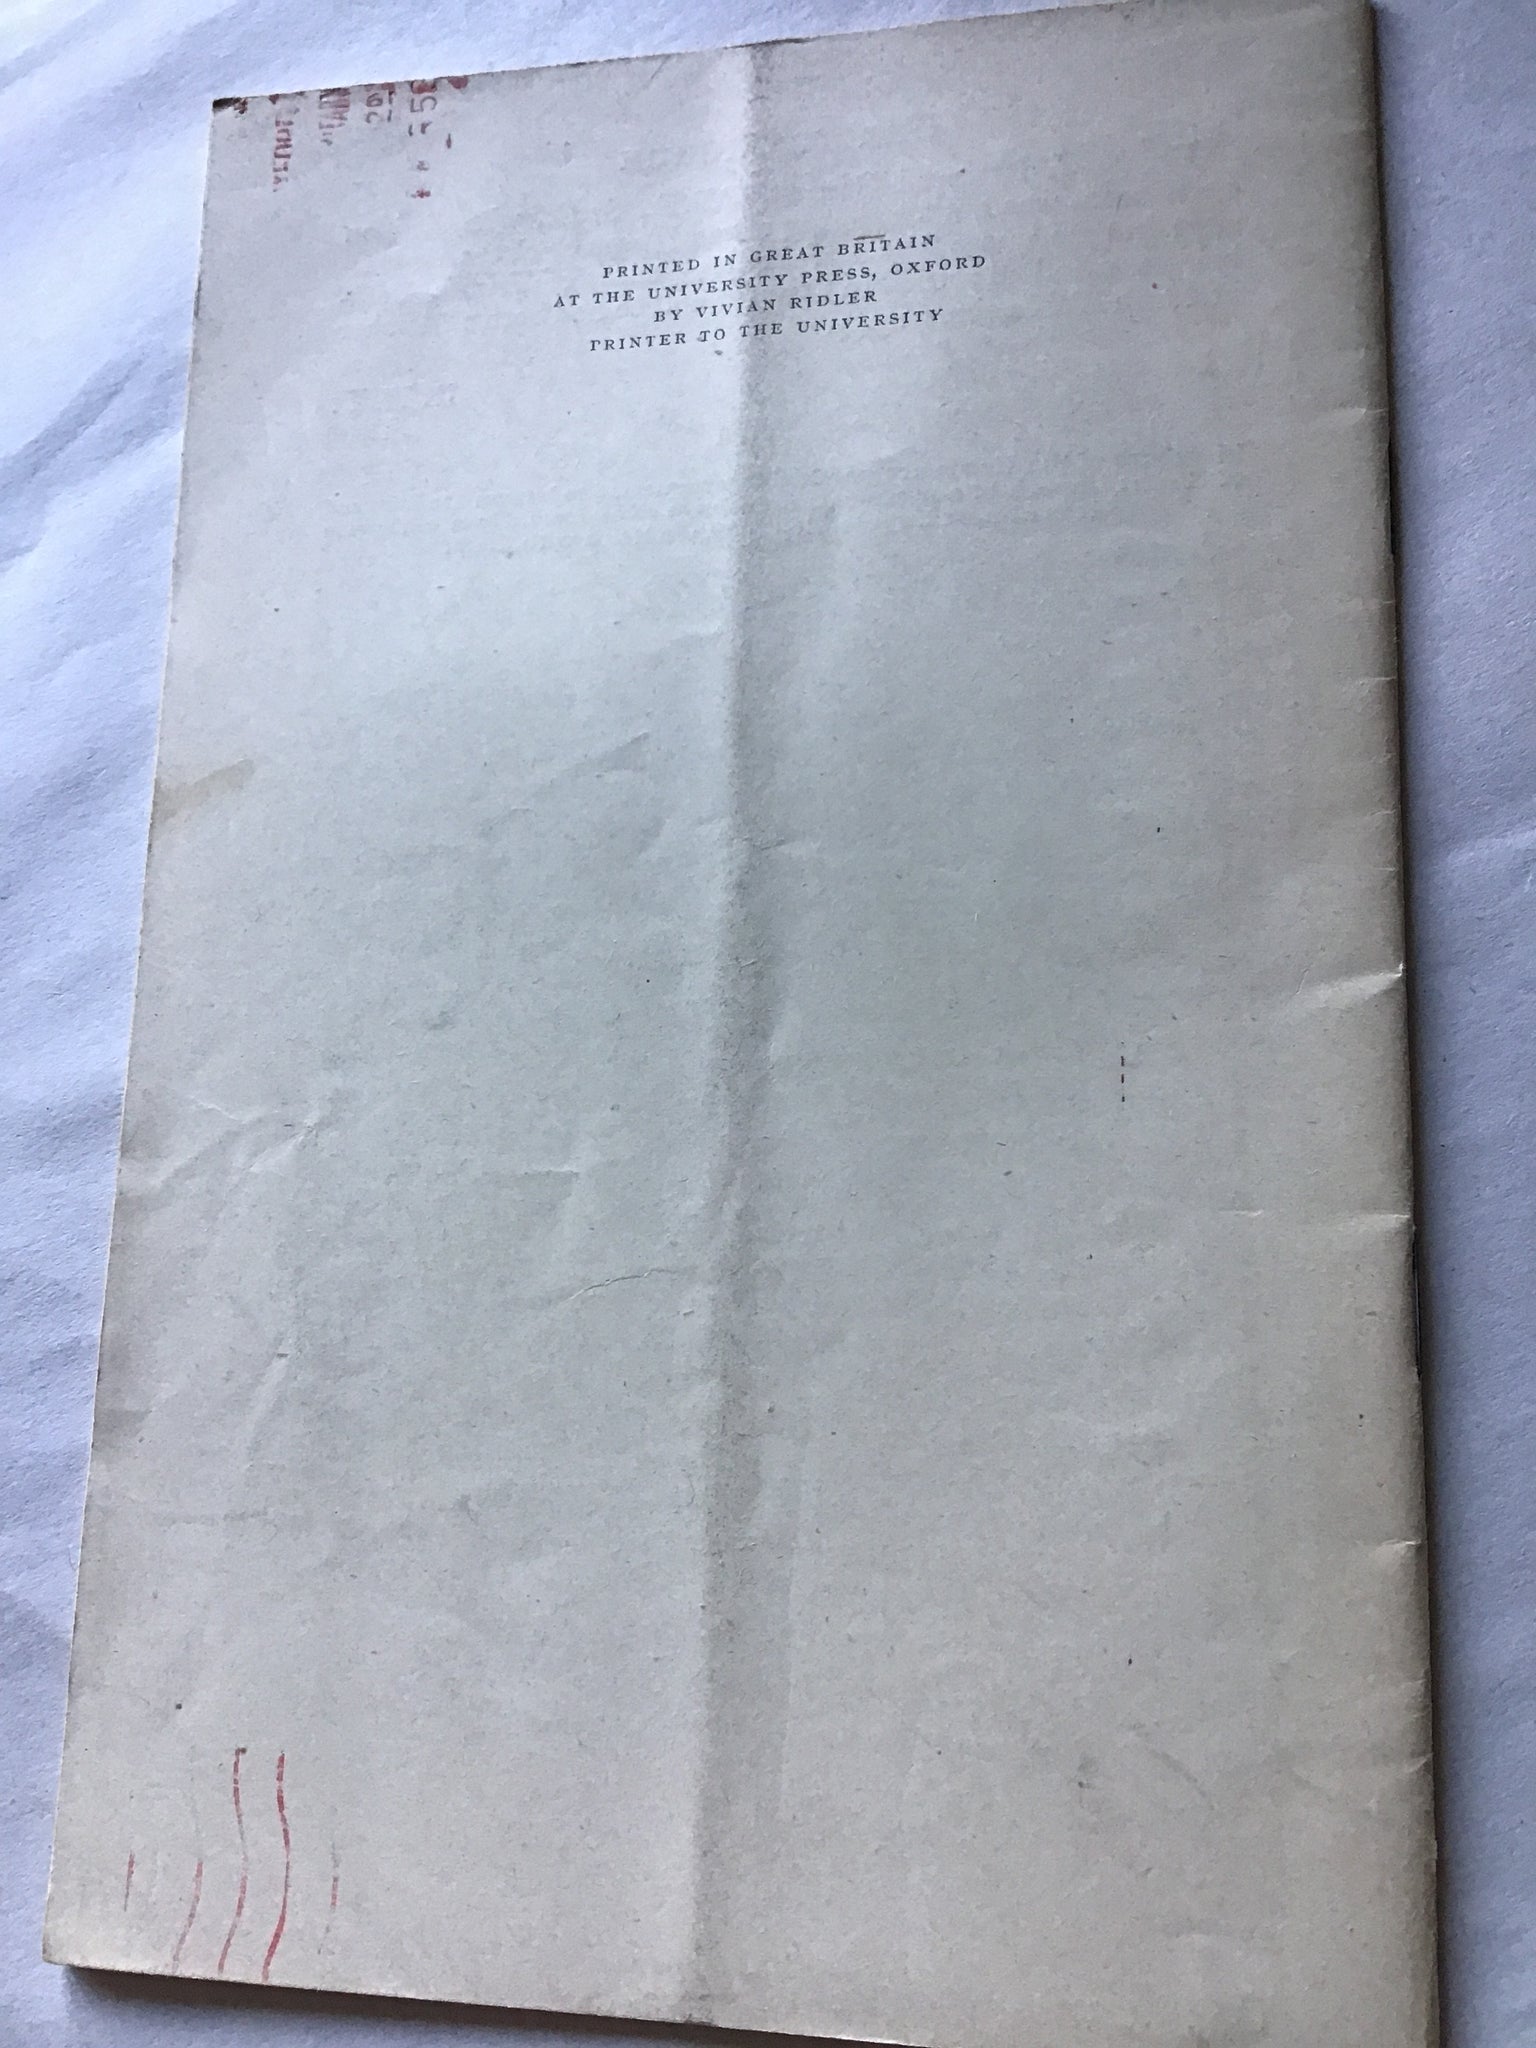 PRINTED IN GREAT BRITAIN
AT THE UNIVERSITY PRESS, OXFORD
BY VIVIAN RIDLER
PRINTER TO THE UNIVERSITY